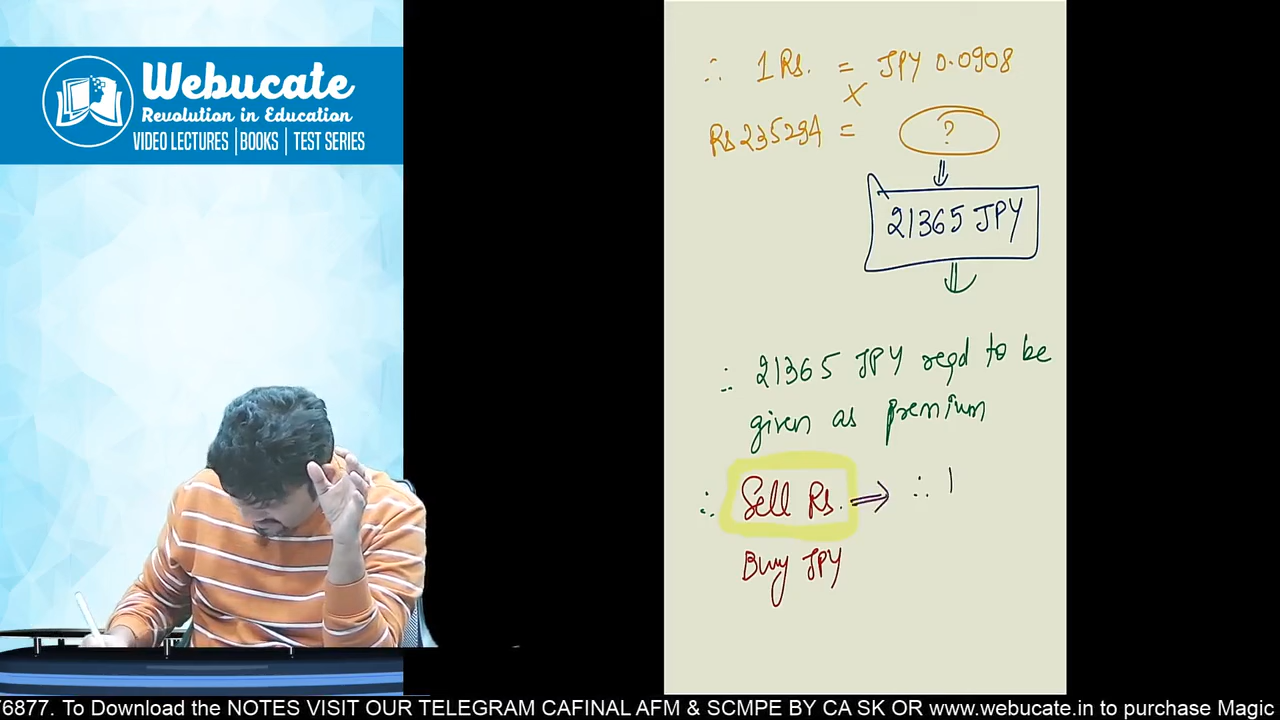 Webucate
Revolution in Education
VIDEO LECTURES | BOOKS | TEST SERIES
∴ 1 Rs. = JPY 0.0908
x
Rs 235294 = ?
21365 JPY
∴ 21365 JPY reqd to be
given as premium
∴ Sell Rs. ⇒ ∴ 1
Buy JPY
6877. To Download the NOTES VISIT OUR TELEGRAM CAFINAL AFM & SCMPE BY CA SK OR www.webucate.in to purchase Magic